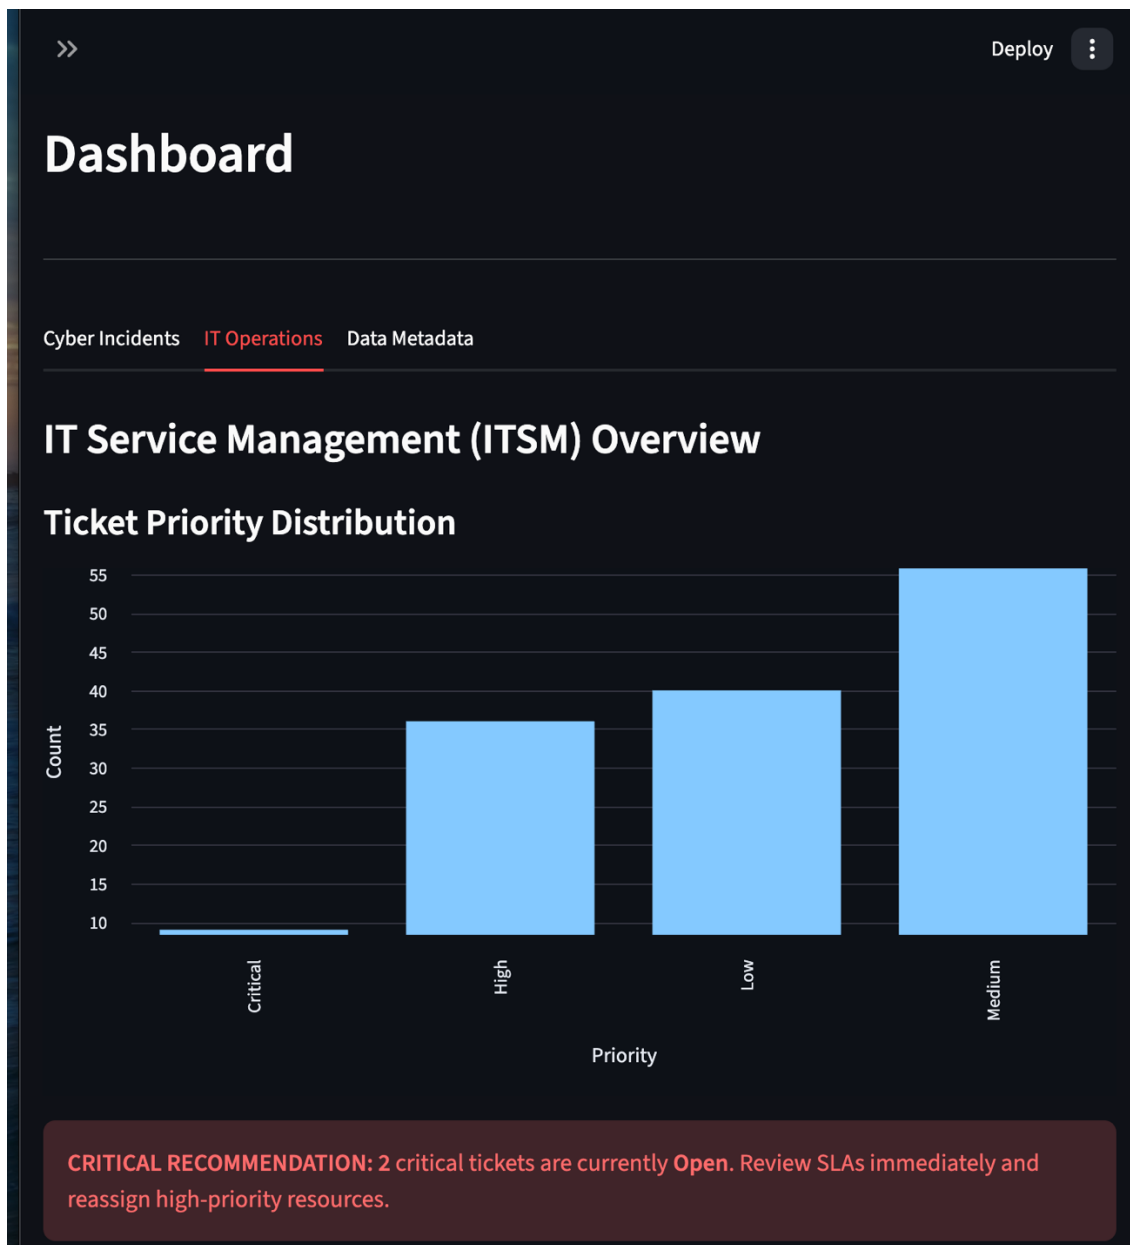 Deploy
Dashboard
Cyber Incidents IT Operations Data Metadata
IT Service Management (ITSM) Overview
Ticket Priority Distribution
55
50
45
40
35
30
25
20
15
10
Count
Critical High Low Medium
Priority
CRITICAL RECOMMENDATION: 2 critical tickets are currently Open. Review SLAs immediately and
reassign high-priority resources.